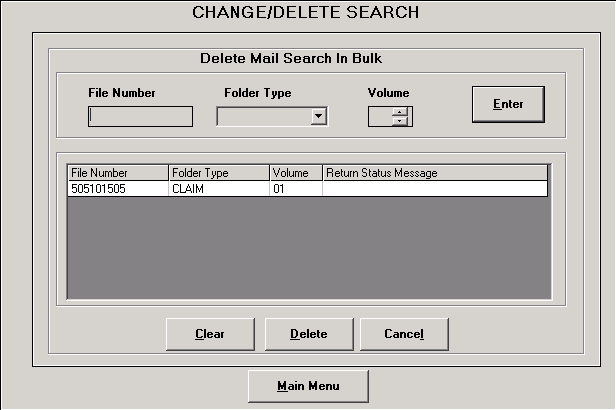 CHANGE/DELETE SEARCH
Delete Mail Search In Bulk
File Number Folder Type Volume
Enter
File Number Folder Type Volume Return Status Message
505101505 CLAIM 01
Clear Delete Cancel
Main Menu